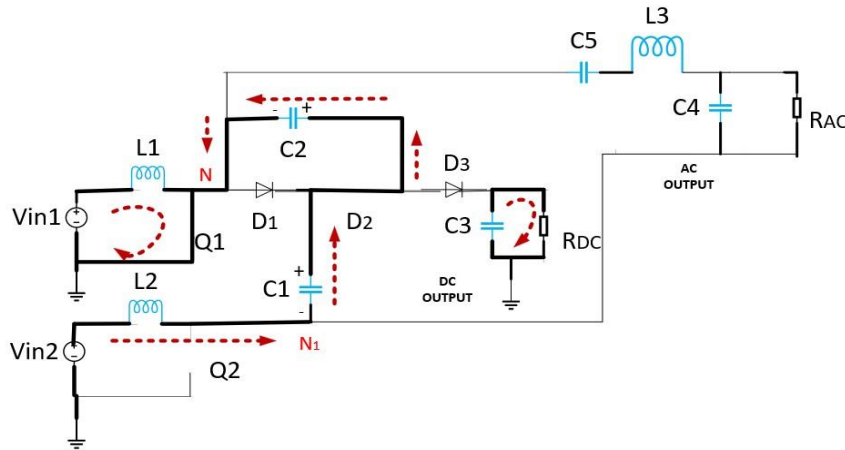 L3
C5
C4
RAC
- +
C2
L1
N
D3
AC
OUTPUT
Vin1
D1
D2
C3
RDC
Q1
+
L2
C1
DC
OUTPUT
-
N1
Vin2
Q2